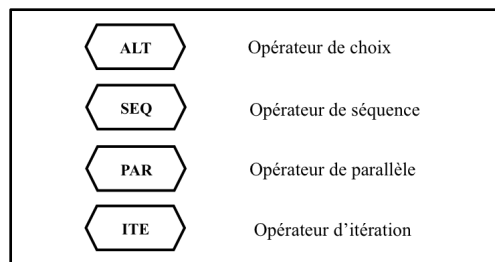 ALT Opérateur de choix
SEQ Opérateur de séquence
PAR Opérateur de parallèle
ITE Opérateur d'itération